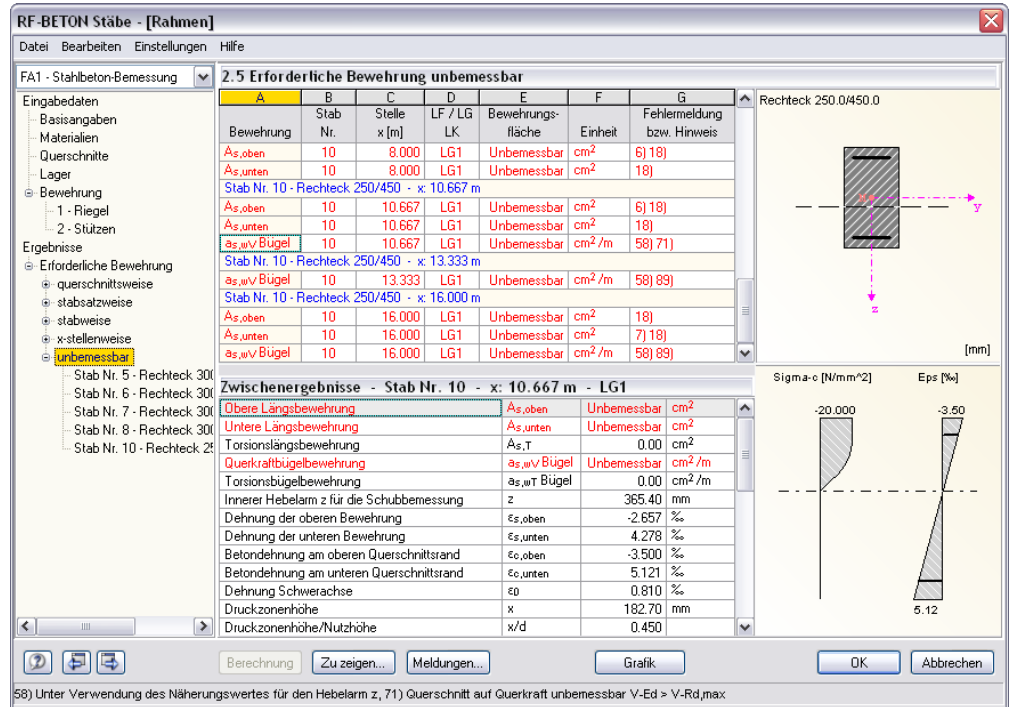 RF-BETON Stäbe - [Rahmen]
Datei Bearbeiten Einstellungen Hilfe
FA1 - Stahlbeton-Bemessung
Eingabedaten
Basisangaben
Materialien
Querschnitte
Lager
Bewehrung
1 - Riegel
2 - Stützen
Ergebnisse
Erforderliche Bewehrung
querschnittsweise
stabsatzweise
stabweise
x-stellenweise
unbemessbar
Stab Nr. 5 - Rechteck 300
Stab Nr. 6 - Rechteck 300
Stab Nr. 7 - Rechteck 300
Stab Nr. 8 - Rechteck 300
Stab Nr. 10 - Rechteck 25
2.5 Erforderliche Bewehrung unbemessbar
A B C D E F G
Stab Stelle LF / LG Bewehrungs- Fehlermeldung
Bewehrung Nr. x [m] LK fläche Einheit bzw. Hinweis
As,oben 10 8.000 LG1 Unbemessbar cm² 6) 18)
As,unten 10 8.000 LG1 Unbemessbar cm² 18)
Stab Nr. 10 - Rechteck 250/450 - x: 10.667 m
As,oben 10 10.667 LG1 Unbemessbar cm² 6) 18)
As,unten 10 10.667 LG1 Unbemessbar cm² 18)
as,wV Bügel 10 10.667 LG1 Unbemessbar cm²/m 58) 71)
Stab Nr. 10 - Rechteck 250/450 - x: 13.333 m
as,wV Bügel 10 13.333 LG1 Unbemessbar cm²/m 58) 89)
Stab Nr. 10 - Rechteck 250/450 - x: 16.000 m
As,oben 10 16.000 LG1 Unbemessbar cm² 18)
As,unten 10 16.000 LG1 Unbemessbar cm² 7) 18)
as,wV Bügel 10 16.000 LG1 Unbemessbar cm²/m 58) 89)
Rechteck 250.0/450.0
y
z
[mm]
Zwischenergebnisse - Stab Nr. 10 - x: 10.667 m - LG1
Obere Längsbewehrung As,oben Unbemessbar cm²
Untere Längsbewehrung As,unten Unbemessbar cm²
Torsionslängsbewehrung As,T 0.00 cm²
Querkraftbügelbewehrung as,wV Bügel Unbemessbar cm²/m
Torsionsbügelbewehrung as,wT Bügel 0.00 cm²/m
Innerer Hebelarm z für die Schubbemessung z 365.40 mm
Dehnung der oberen Bewehrung εs,oben -2.657 ‰
Dehnung der unteren Bewehrung εs,unten 4.278 ‰
Betondehnung am oberen Querschnittsrand εc,oben -3.500 ‰
Betondehnung am unteren Querschnittsrand εc,unten 5.121 ‰
Dehnung Schwerachse ε0 0.810 ‰
Druckzonenhöhe x 182.70 mm
Druckzonenhöhe/Nutzhöhe x/d 0.450
Sigma-c [N/mm^2] Eps [‰]
-20.000 -3.50
5.12
Berechnung Zu zeigen... Meldungen... Grafik OK Abbrechen
58) Unter Verwendung des Näherungswertes für den Hebelarm z, 71) Querschnitt auf Querkraft unbemessbar V-Ed > V-Rd,max